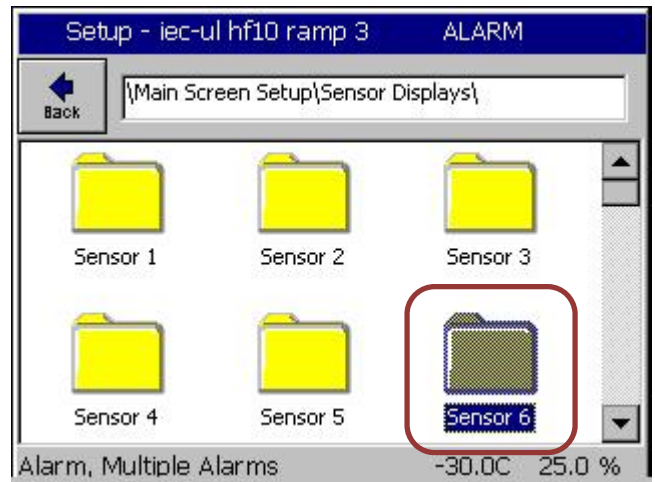 Setup - iec-ul hf10 ramp 3 ALARM
Back
\Main Screen Setup\Sensor Displays\
Sensor 1 Sensor 2 Sensor 3
Sensor 4 Sensor 5 Sensor 6
Alarm, Multiple Alarms -30.0C 25.0 %